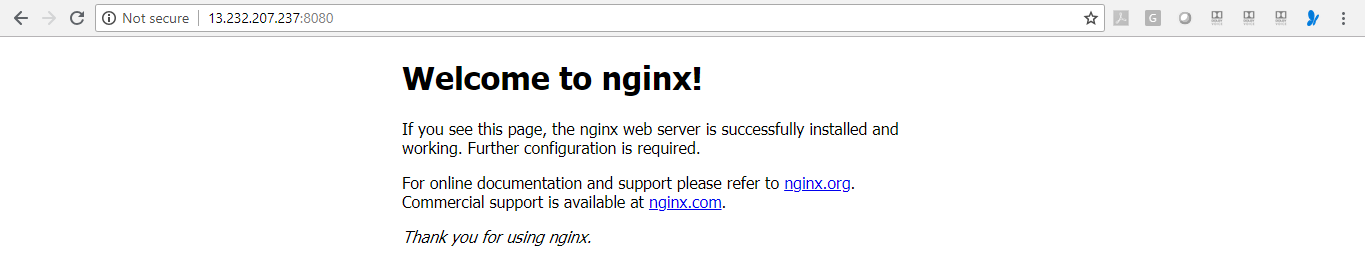 Not secure | 13.232.207.237:8080
Welcome to nginx!
If you see this page, the nginx web server is successfully installed and
working. Further configuration is required.
For online documentation and support please refer to nginx.org.
Commercial support is available at nginx.com.
Thank you for using nginx.